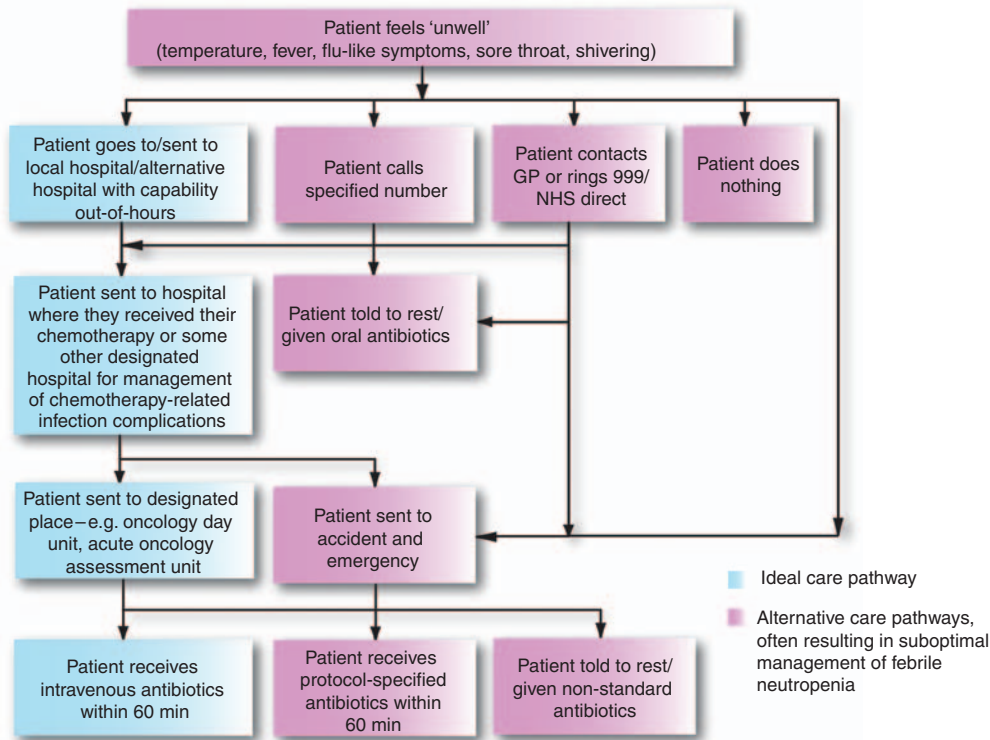 Patient feels ‘unwell’
(temperature, fever, flu-like symptoms, sore throat, shivering)
Patient goes to/sent to
local hospital/alternative
hospital with capability
out-of-hours
Patient calls
specified number
Patient contacts
GP or rings 999/
NHS direct
Patient does
nothing
Patient sent to hospital
where they received their
chemotherapy or some
other designated
hospital for management
of chemotherapy-related
infection complications
Patient told to rest/
given oral antibiotics
Patient sent to designated
place – e.g. oncology day
unit, acute oncology
assessment unit
Patient sent to
accident and
emergency
Patient receives
intravenous antibiotics
within 60 min
Patient receives
protocol-specified
antibiotics within
60 min
Patient told to rest/
given non-standard
antibiotics
Ideal care pathway
Alternative care pathways,
often resulting in suboptimal
management of febrile
neutropenia